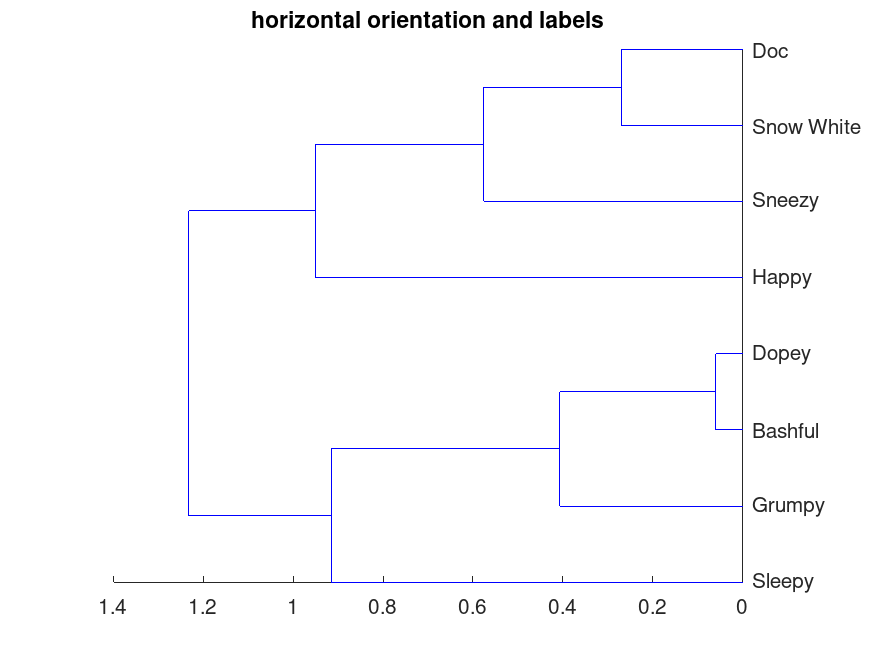 horizontal orientation and labels
Doc
Snow White
Sneezy
Happy
Dopey
Bashful
Grumpy
Sleepy
1.4 1.2 1 0.8 0.6 0.4 0.2 0